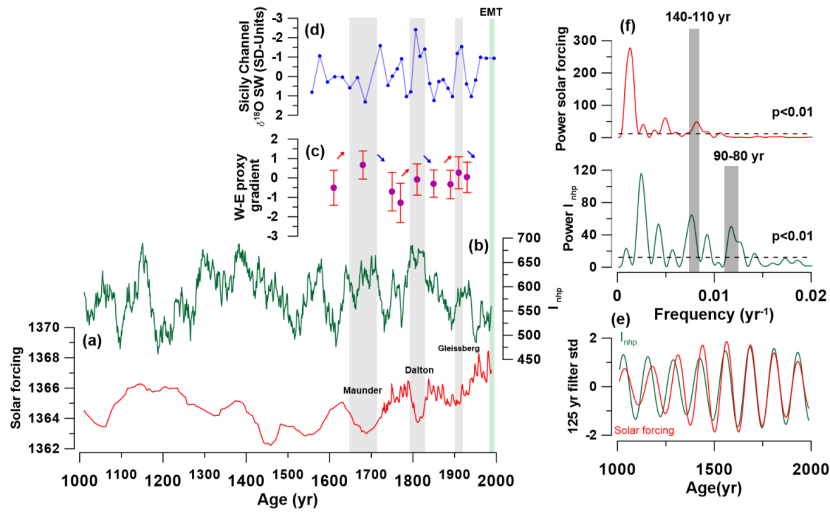 EMT
(d)
Sicily Channel
δ18O SW (SD-Units)
-3
-2
-1
0
1
2
(c)
W-E proxy
gradient
3
2
1
0
-1
-2
-3
(b)
700
650
600
550
500
450
Inhp
(a)
Solar forcing
1370
1368
1366
1364
1362
Maunder
Dalton
Gleissberg
1000 1100 1200 1300 1400 1500 1600 1700 1800 1900 2000
Age (yr)
(f)
140-110 yr
Power solar forcing
300
200
100
0
p<0.01
90-80 yr
Power Inhp
120
80
40
0
p<0.01
0 0.01 0.02
Frequency (yr-1)
(e)
Inhp
125 yr filter std
2
0
-2
Solar forcing
1000 1500 2000
Age(yr)